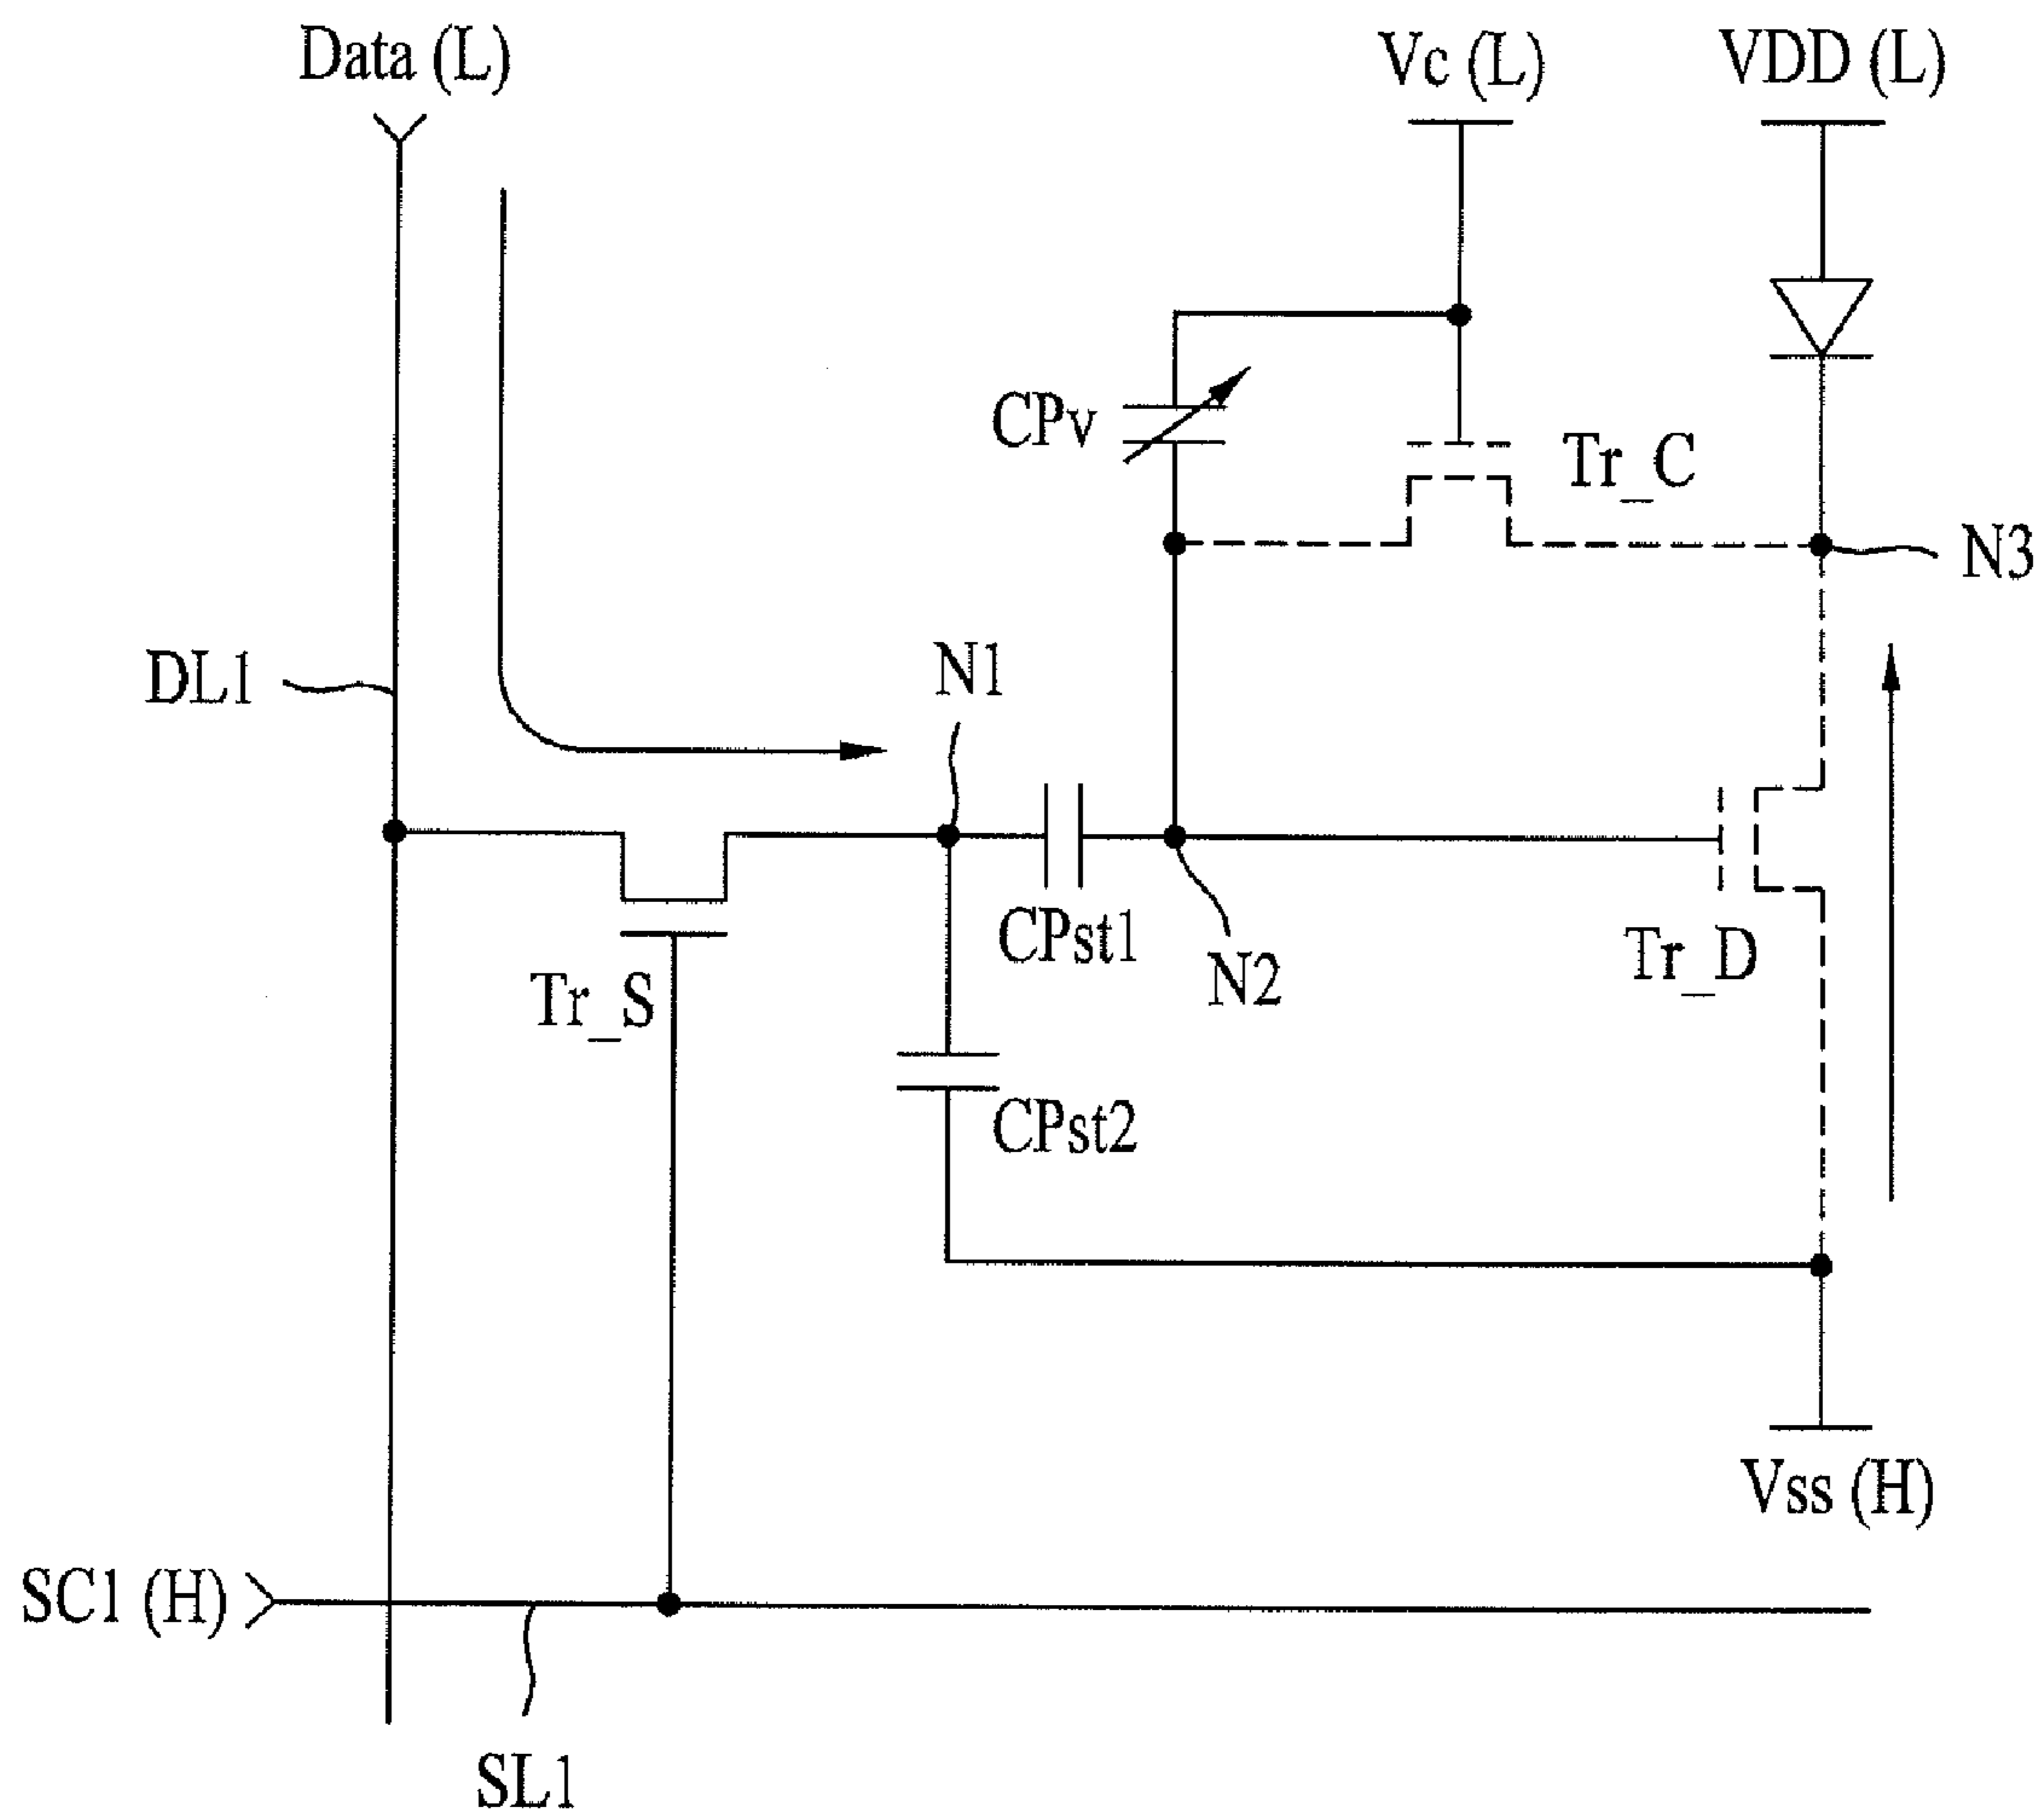 Data (L)
Vc (L)
VDD (L)
CPv
Tr_C
N3
DL1
N1
CPst1
N2
Tr_D
Tr_S
CPst2
Vss (H)
SC1 (H)
SL1